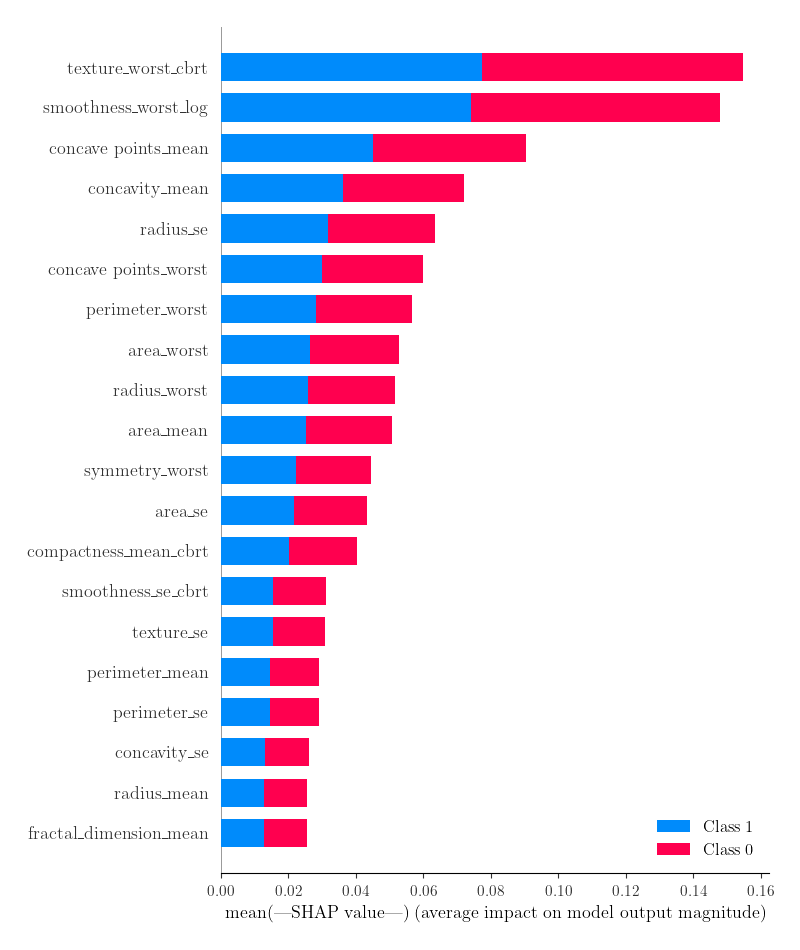 texture_worst_cbrt
smoothness_worst_log
concave points_mean
concavity_mean
radius_se
concave points_worst
perimeter_worst
area_worst
radius_worst
area_mean
symmetry_worst
area_se
compactness_mean_cbrt
smoothness_se_cbrt
texture_se
perimeter_mean
perimeter_se
concavity_se
radius_mean
fractal_dimension_mean
Class 1
Class 0
0.00 0.02 0.04 0.06 0.08 0.10 0.12 0.14 0.16
mean(—SHAP value—) (average impact on model output magnitude)